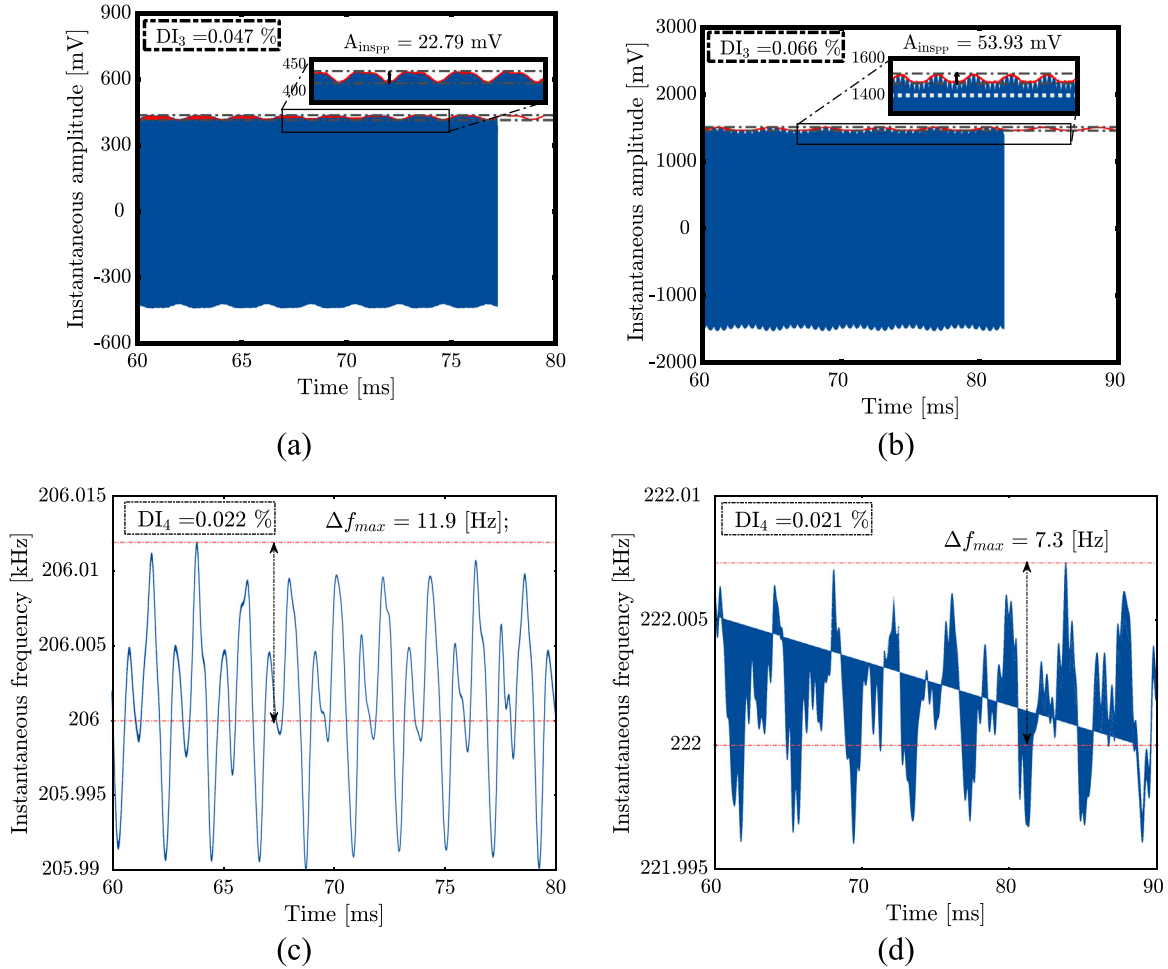 DI₃ =0.047 %
A_insPP = 22.79 mV
450
400
Instantaneous amplitude [mV]
900
600
300
0
-300
-600
60
65
70
75
80
Time [ms]
(a)
DI₃ =0.066 %
A_insPP = 53.93 mV
1600
1400
Instantaneous amplitude [mV]
3000
2000
1000
0
-1000
-2000
60
70
80
90
Time [ms]
(b)
DI₄ =0.022 %
Δf_max = 11.9 [Hz];
Instantaneous frequency [kHz]
206.015
206.01
206.005
206
205.995
205.99
60
65
70
75
80
Time [ms]
(c)
DI₄ =0.021 %
Δf_max = 7.3 [Hz]
Instantaneous frequency [kHz]
222.01
222.005
222
221.995
60
70
80
90
Time [ms]
(d)